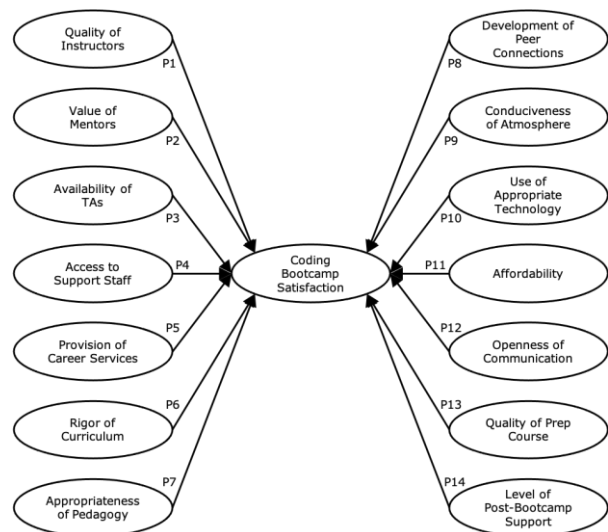 Quality of
Instructors
P1
Value of
Mentors
P2
Availability of
TAs
P3
Access to
Support Staff
P4
Provision of
Career Services
P5
Rigor of
Curriculum
P6
Appropriateness
of Pedagogy
P7
Coding
Bootcamp
Satisfaction
Development of
Peer
Connections
P8
Conduciveness
of Atmosphere
P9
Use of
Appropriate
Technology
P10
Affordability
P11
Openness of
Communication
P12
Quality of Prep
Course
P13
Level of
Post-Bootcamp
Support
P14